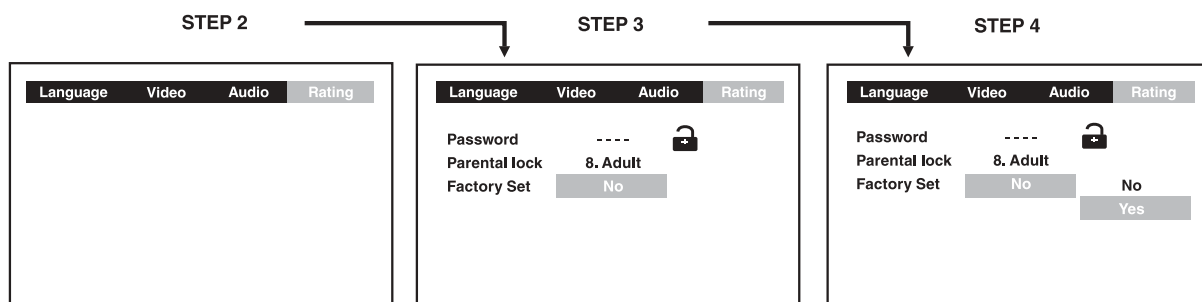 STEP 2 STEP 3 STEP 4
Language Video Audio Rating
Language Video Audio Rating
Password ----
Parental lock 8. Adult
Factory Set No
Language Video Audio Rating
Password ----
Parental lock 8. Adult
Factory Set No No
Yes